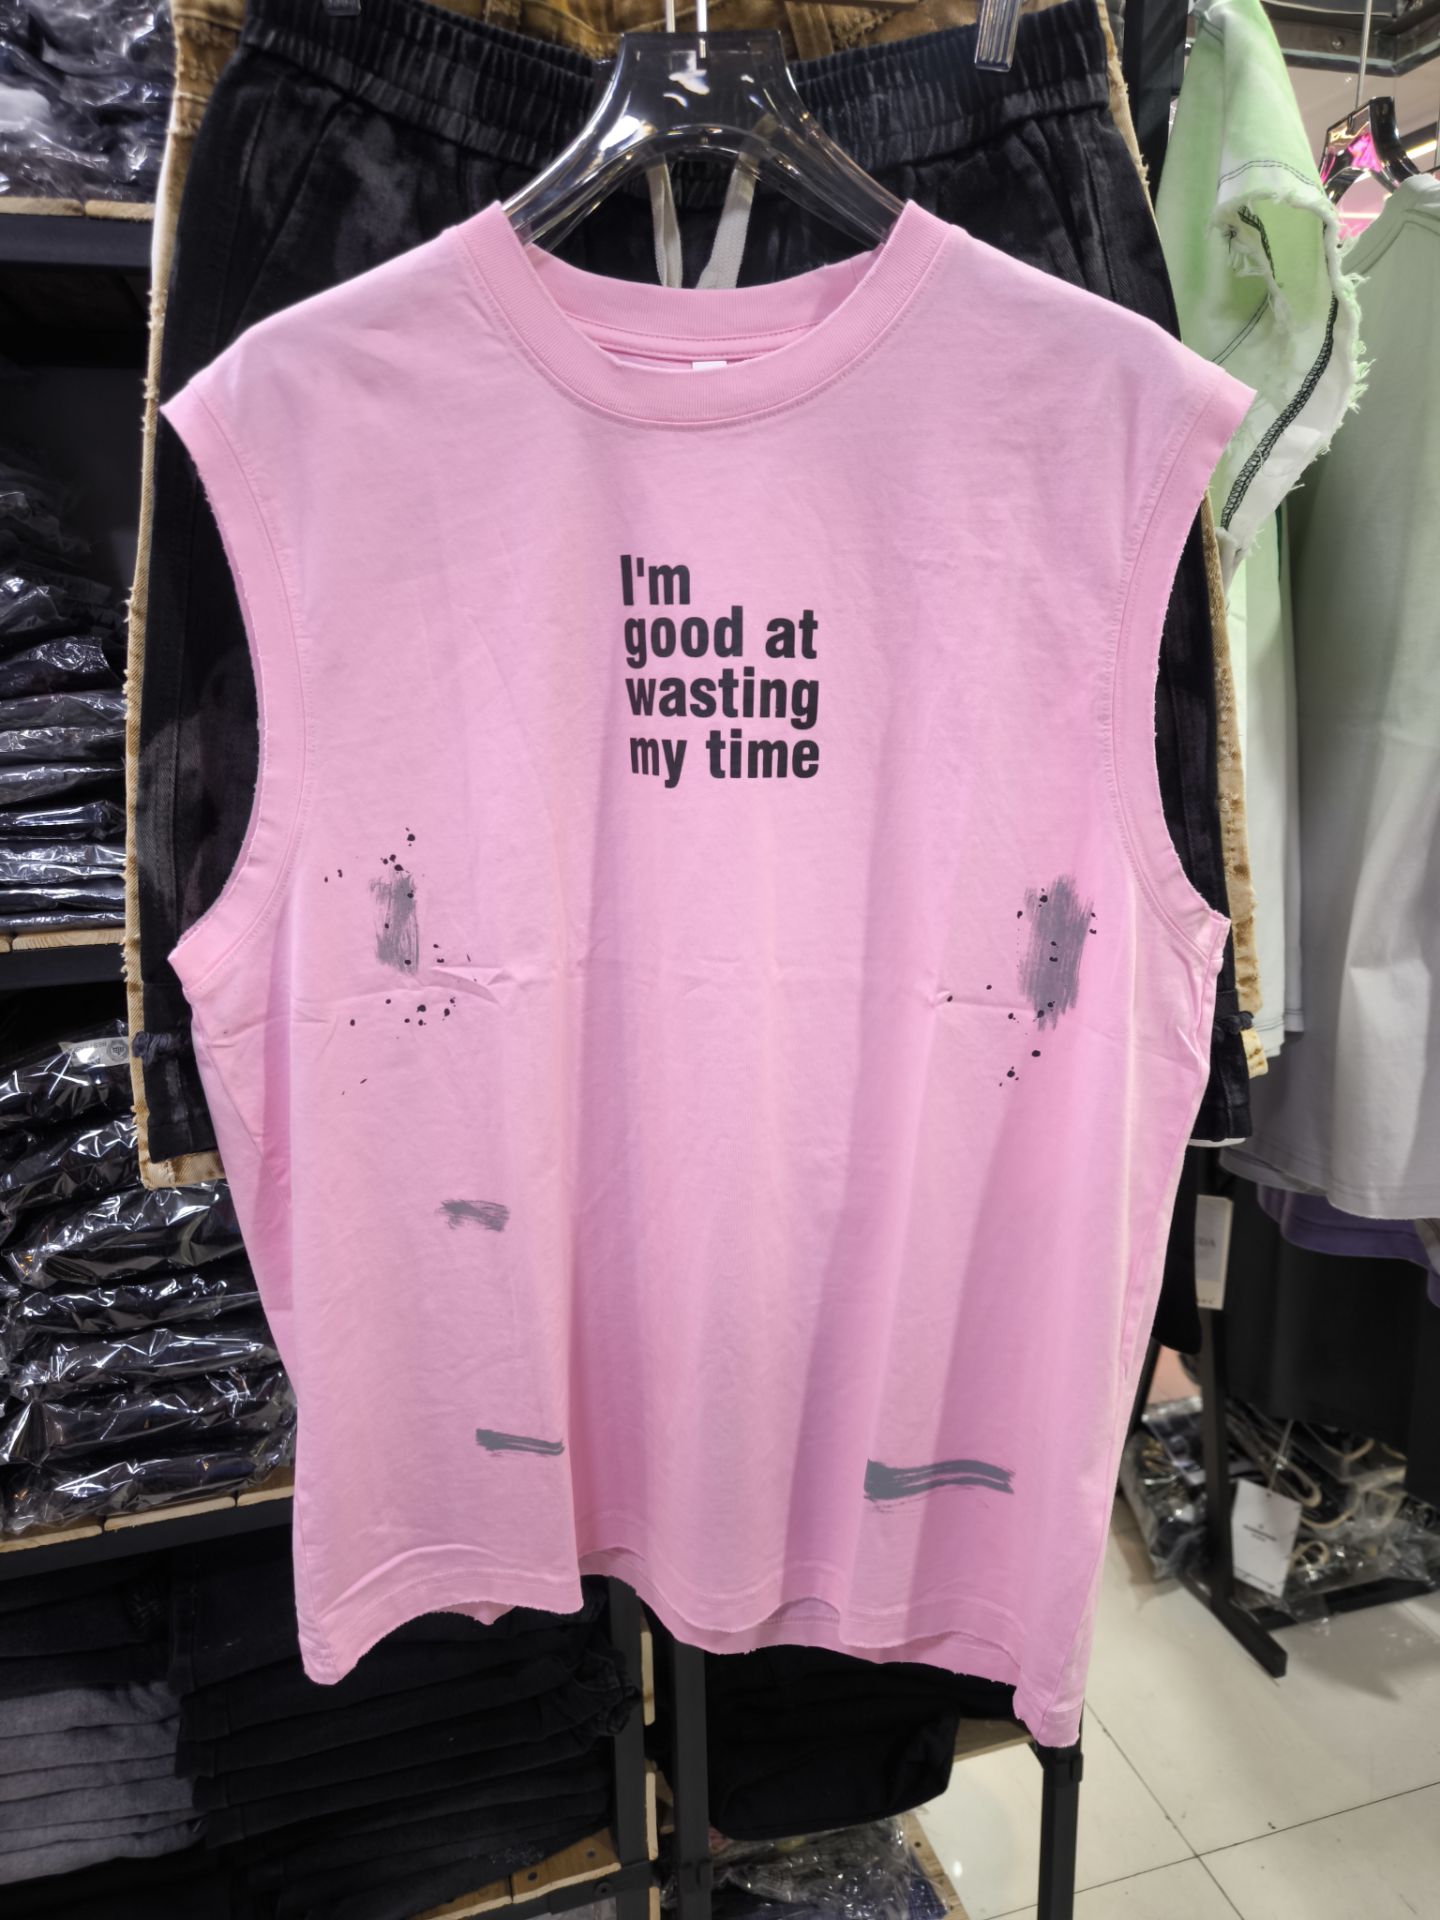 I'm
good at
wasting
my time